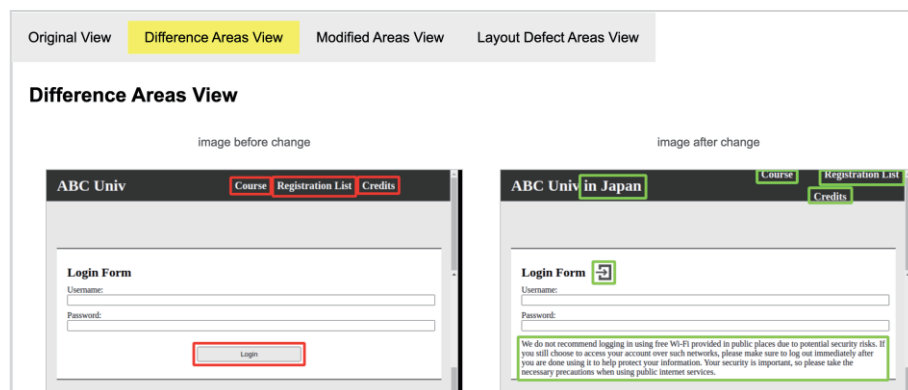 Original View Difference Areas View Modified Areas View Layout Defect Areas View
Difference Areas View
image before change
ABC Univ Course Registration List Credits
Login Form
Username:
Password:
Login
image after change
ABC Univ in Japan Course Registration List
Credits
Login Form
Username:
Password:
We do not recommend logging in using free Wi-Fi provided in public places due to potential security risks. If
you still choose to access your account over such networks, please make sure to log out immediately after
you are done using it to help protect your information. Your security is important, so please take the
necessary precautions when using public internet services.